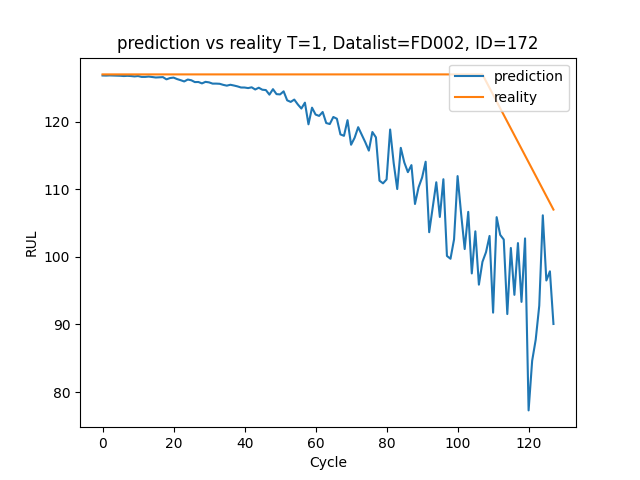 prediction vs reality T=1, Datalist=FD002, ID=172
prediction
reality
RUL
120
110
100
90
80
0 20 40 60 80 100 120
Cycle